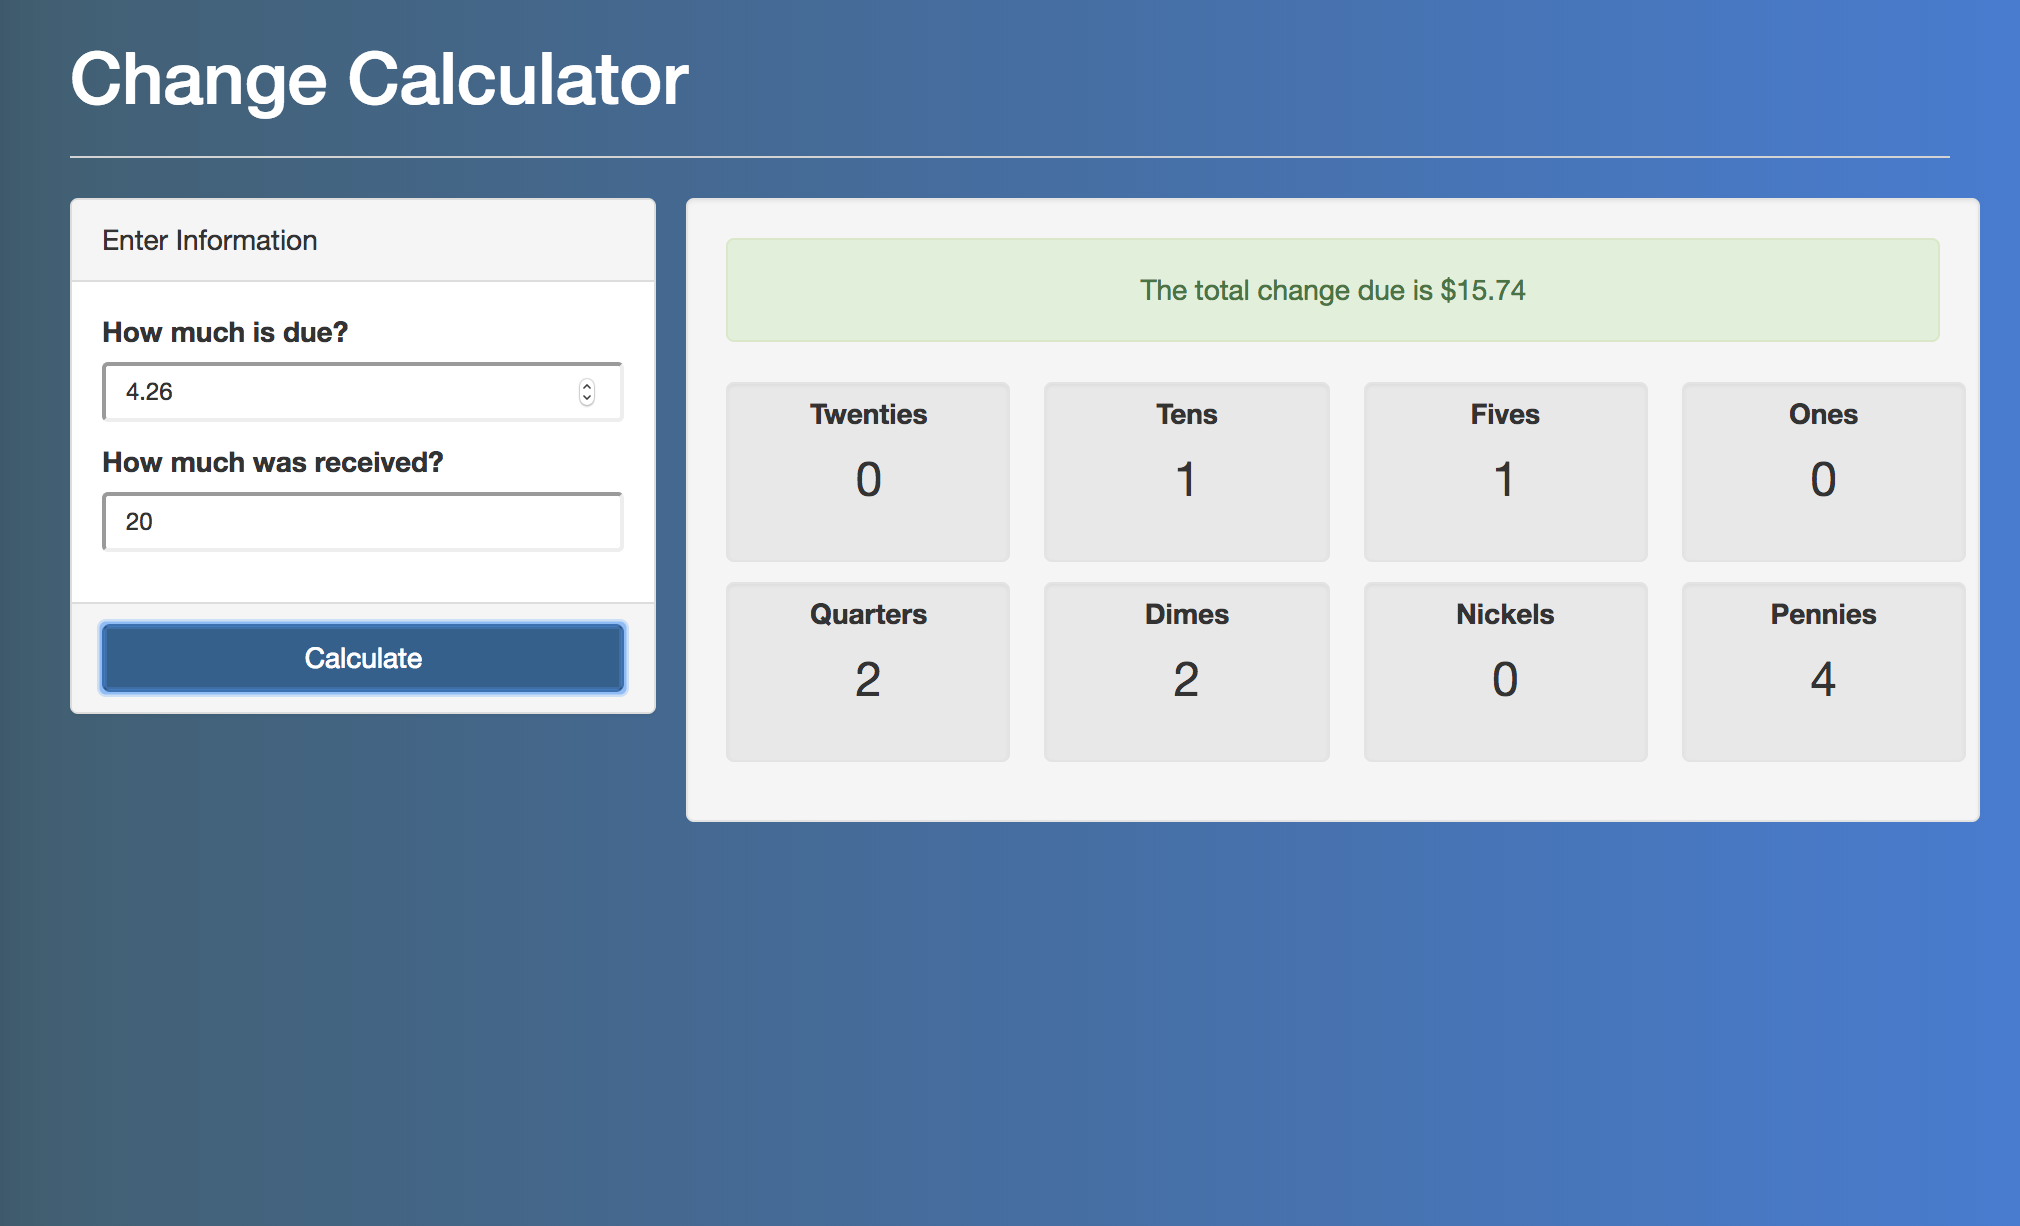 Change Calculator
Enter Information
How much is due?
4.26
How much was received?
20
Calculate
The total change due is $15.74
Twenties
0
Tens
1
Fives
1
Ones
0
Quarters
2
Dimes
2
Nickels
0
Pennies
4